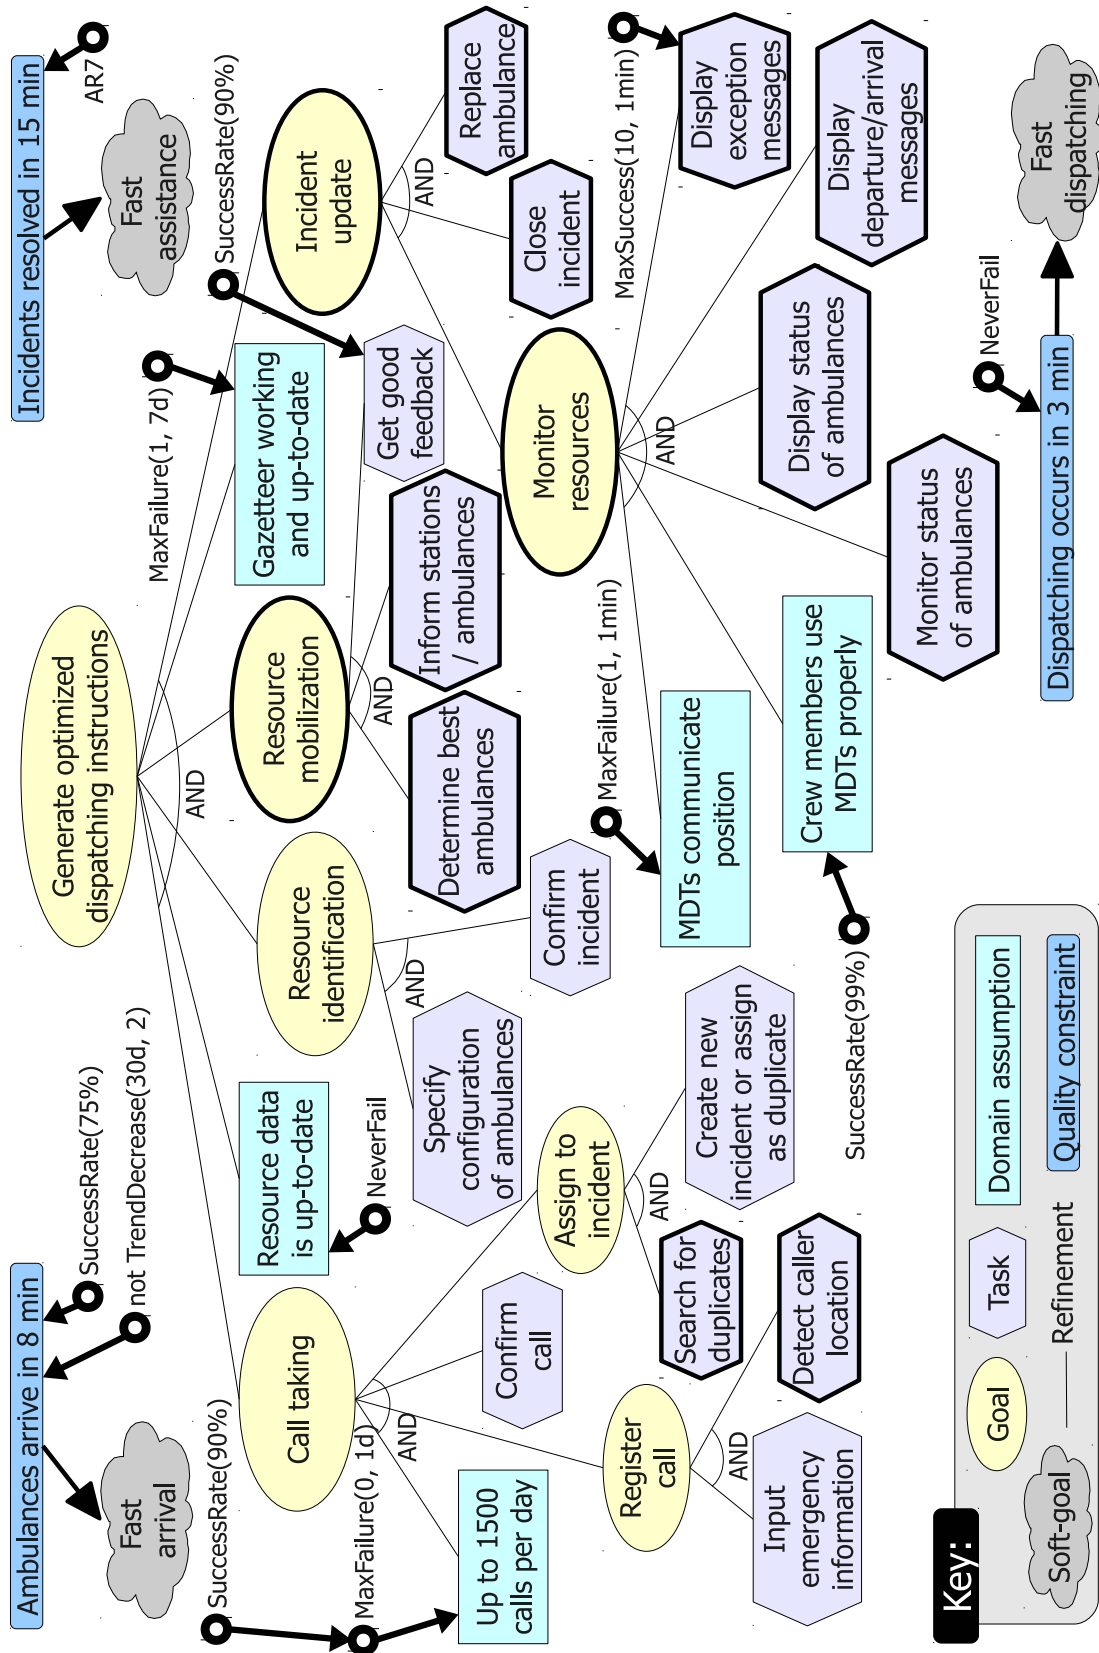 Ambulances arrive in 8 min
Incidents resolved in 15 min
SuccessRate(75%)
not TrendDecrease(30d, 2)
AR7
Fast
arrival
Fast
assistance
Generate optimized
dispatching instructions
AND
SuccessRate(90%)
MaxFailure(0, 1d)
MaxFailure(1, 7d)
SuccessRate(90%)
Call taking
AND
Resource data
is up-to-date
NeverFail
Resource
identification
AND
Resource
mobilization
AND
Gazetteer working
and up-to-date
Incident
update
AND
Up to 1500
calls per day
Confirm
call
Assign to
incident
AND
Specify
configuration
of ambulances
Confirm
incident
Determine best
ambulances
Inform stations
/ ambulances
Get good
feedback
Close
incident
Replace
ambulance
Register
call
AND
Search for
duplicates
Create new
incident or assign
as duplicate
Monitor
resources
AND
MaxFailure(1, 1min)
MaxSuccess(10, 1min)
Input
emergency
information
Detect caller
location
SuccessRate(99%)
MDTs communicate
position
Crew members use
MDTs properly
Monitor status
of ambulances
Display status
of ambulances
Display
departure/arrival
messages
Display
exception
messages
Key:
Soft-goal
Goal
Task
Domain assumption
Refinement
Quality constraint
Dispatching occurs in 3 min
NeverFail
Fast
dispatching